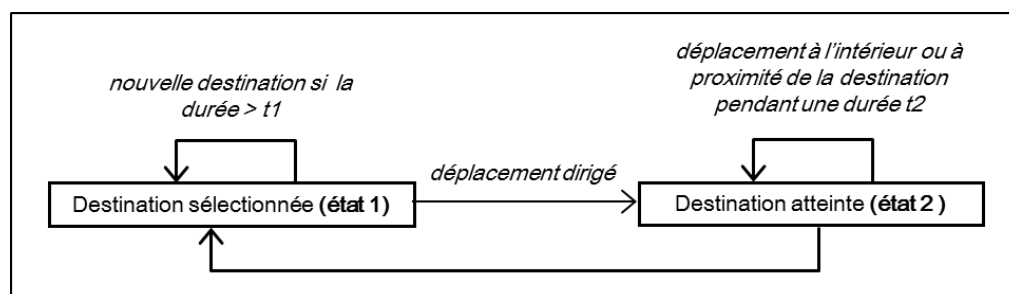 nouvelle destination si la
durée > t1
déplacement à l'intérieur ou à
proximité de la destination
pendant une durée t2
déplacement dirigé
Destination sélectionnée (état 1)
Destination atteinte (état 2 )